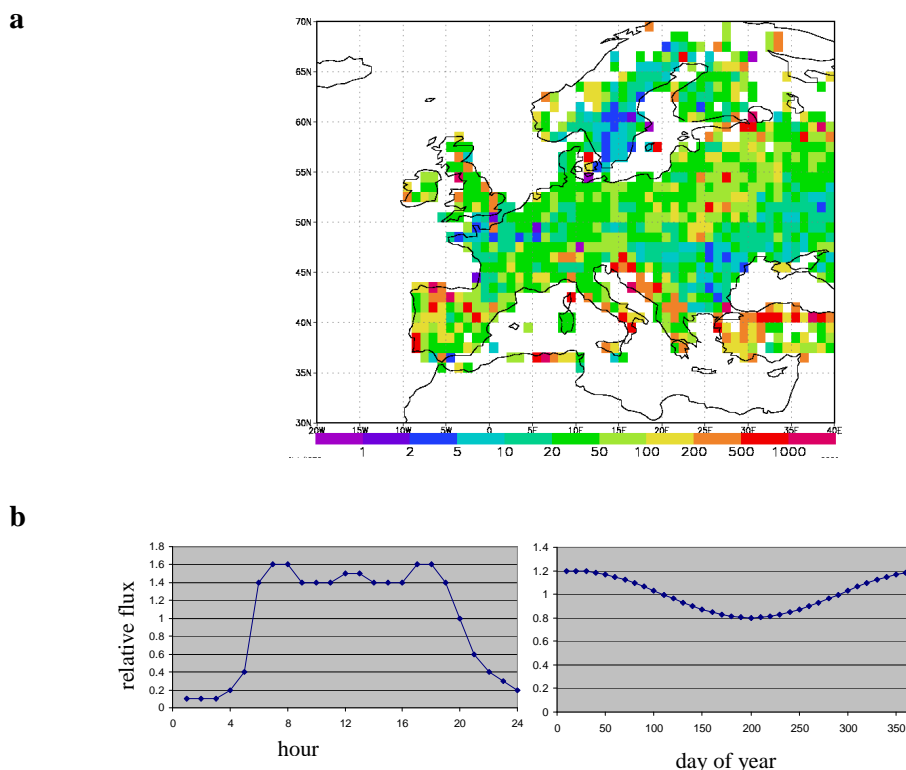 a
70N
65N
60N
55N
50N
45N
40N
35N
30N
20W 15W 10W 5W 0 5E 10E 15E 20E 25E 30E 35E 40E
1 2 5 10 20 50 100 200 500 1000
b
relative flux
1.8
1.6
1.4
1.2
1
0.8
0.6
0.4
0.2
0
0 4 8 12 16 20 24
hour
1.4
1.2
1
0.8
0.6
0.4
0.2
0
0 50 100 150 200 250 300 350
day of year